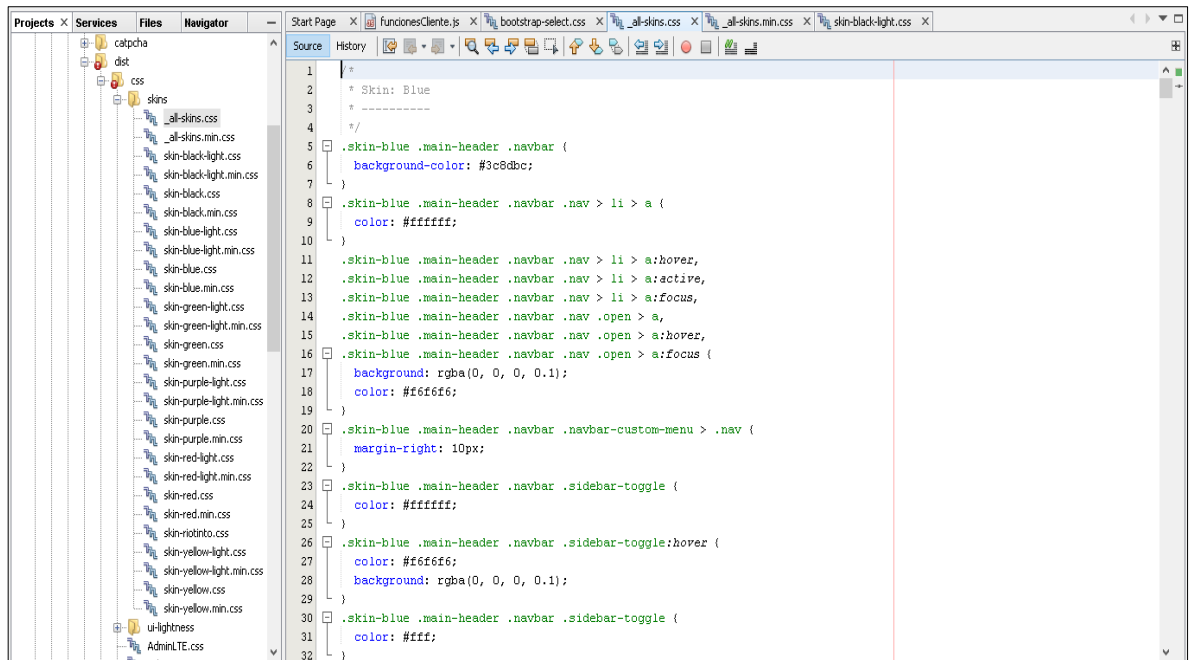 Projects × Services Files Navigator
Start Page × funcionesCliente.js × bootstrap-select.css × _all-skins.css × _all-skins.min.css × skin-black-light.css ×
Source History
catpcha
dist
css
skins
_all-skins.css
_all-skins.min.css
skin-black-light.css
skin-black-light.min.css
skin-black.css
skin-black.min.css
skin-blue-light.css
skin-blue-light.min.css
skin-blue.css
skin-blue.min.css
skin-green-light.css
skin-green-light.min.css
skin-green.css
skin-green.min.css
skin-purple-light.css
skin-purple-light.min.css
skin-purple.css
skin-purple.min.css
skin-red-light.css
skin-red-light.min.css
skin-red.css
skin-red.min.css
skin-riotinto.css
skin-yellow-light.css
skin-yellow-light.min.css
skin-yellow.css
skin-yellow.min.css
ui-lightness
AdminLTE.css
1 /*
2 * Skin: Blue
3 * ----------
4 */
5 .skin-blue .main-header .navbar {
6 background-color: #3c8dbc;
7 }
8 .skin-blue .main-header .navbar .nav > li > a {
9 color: #ffffff;
10 }
11 .skin-blue .main-header .navbar .nav > li > a:hover,
12 .skin-blue .main-header .navbar .nav > li > a:active,
13 .skin-blue .main-header .navbar .nav > li > a:focus,
14 .skin-blue .main-header .navbar .nav .open > a,
15 .skin-blue .main-header .navbar .nav .open > a:hover,
16 .skin-blue .main-header .navbar .nav .open > a:focus {
17 background: rgba(0, 0, 0, 0.1);
18 color: #f6f6f6;
19 }
20 .skin-blue .main-header .navbar .navbar-custom-menu > .nav {
21 margin-right: 10px;
22 }
23 .skin-blue .main-header .navbar .sidebar-toggle {
24 color: #ffffff;
25 }
26 .skin-blue .main-header .navbar .sidebar-toggle:hover {
27 color: #f6f6f6;
28 background: rgba(0, 0, 0, 0.1);
29 }
30 .skin-blue .main-header .navbar .sidebar-toggle {
31 color: #fff;
32 }